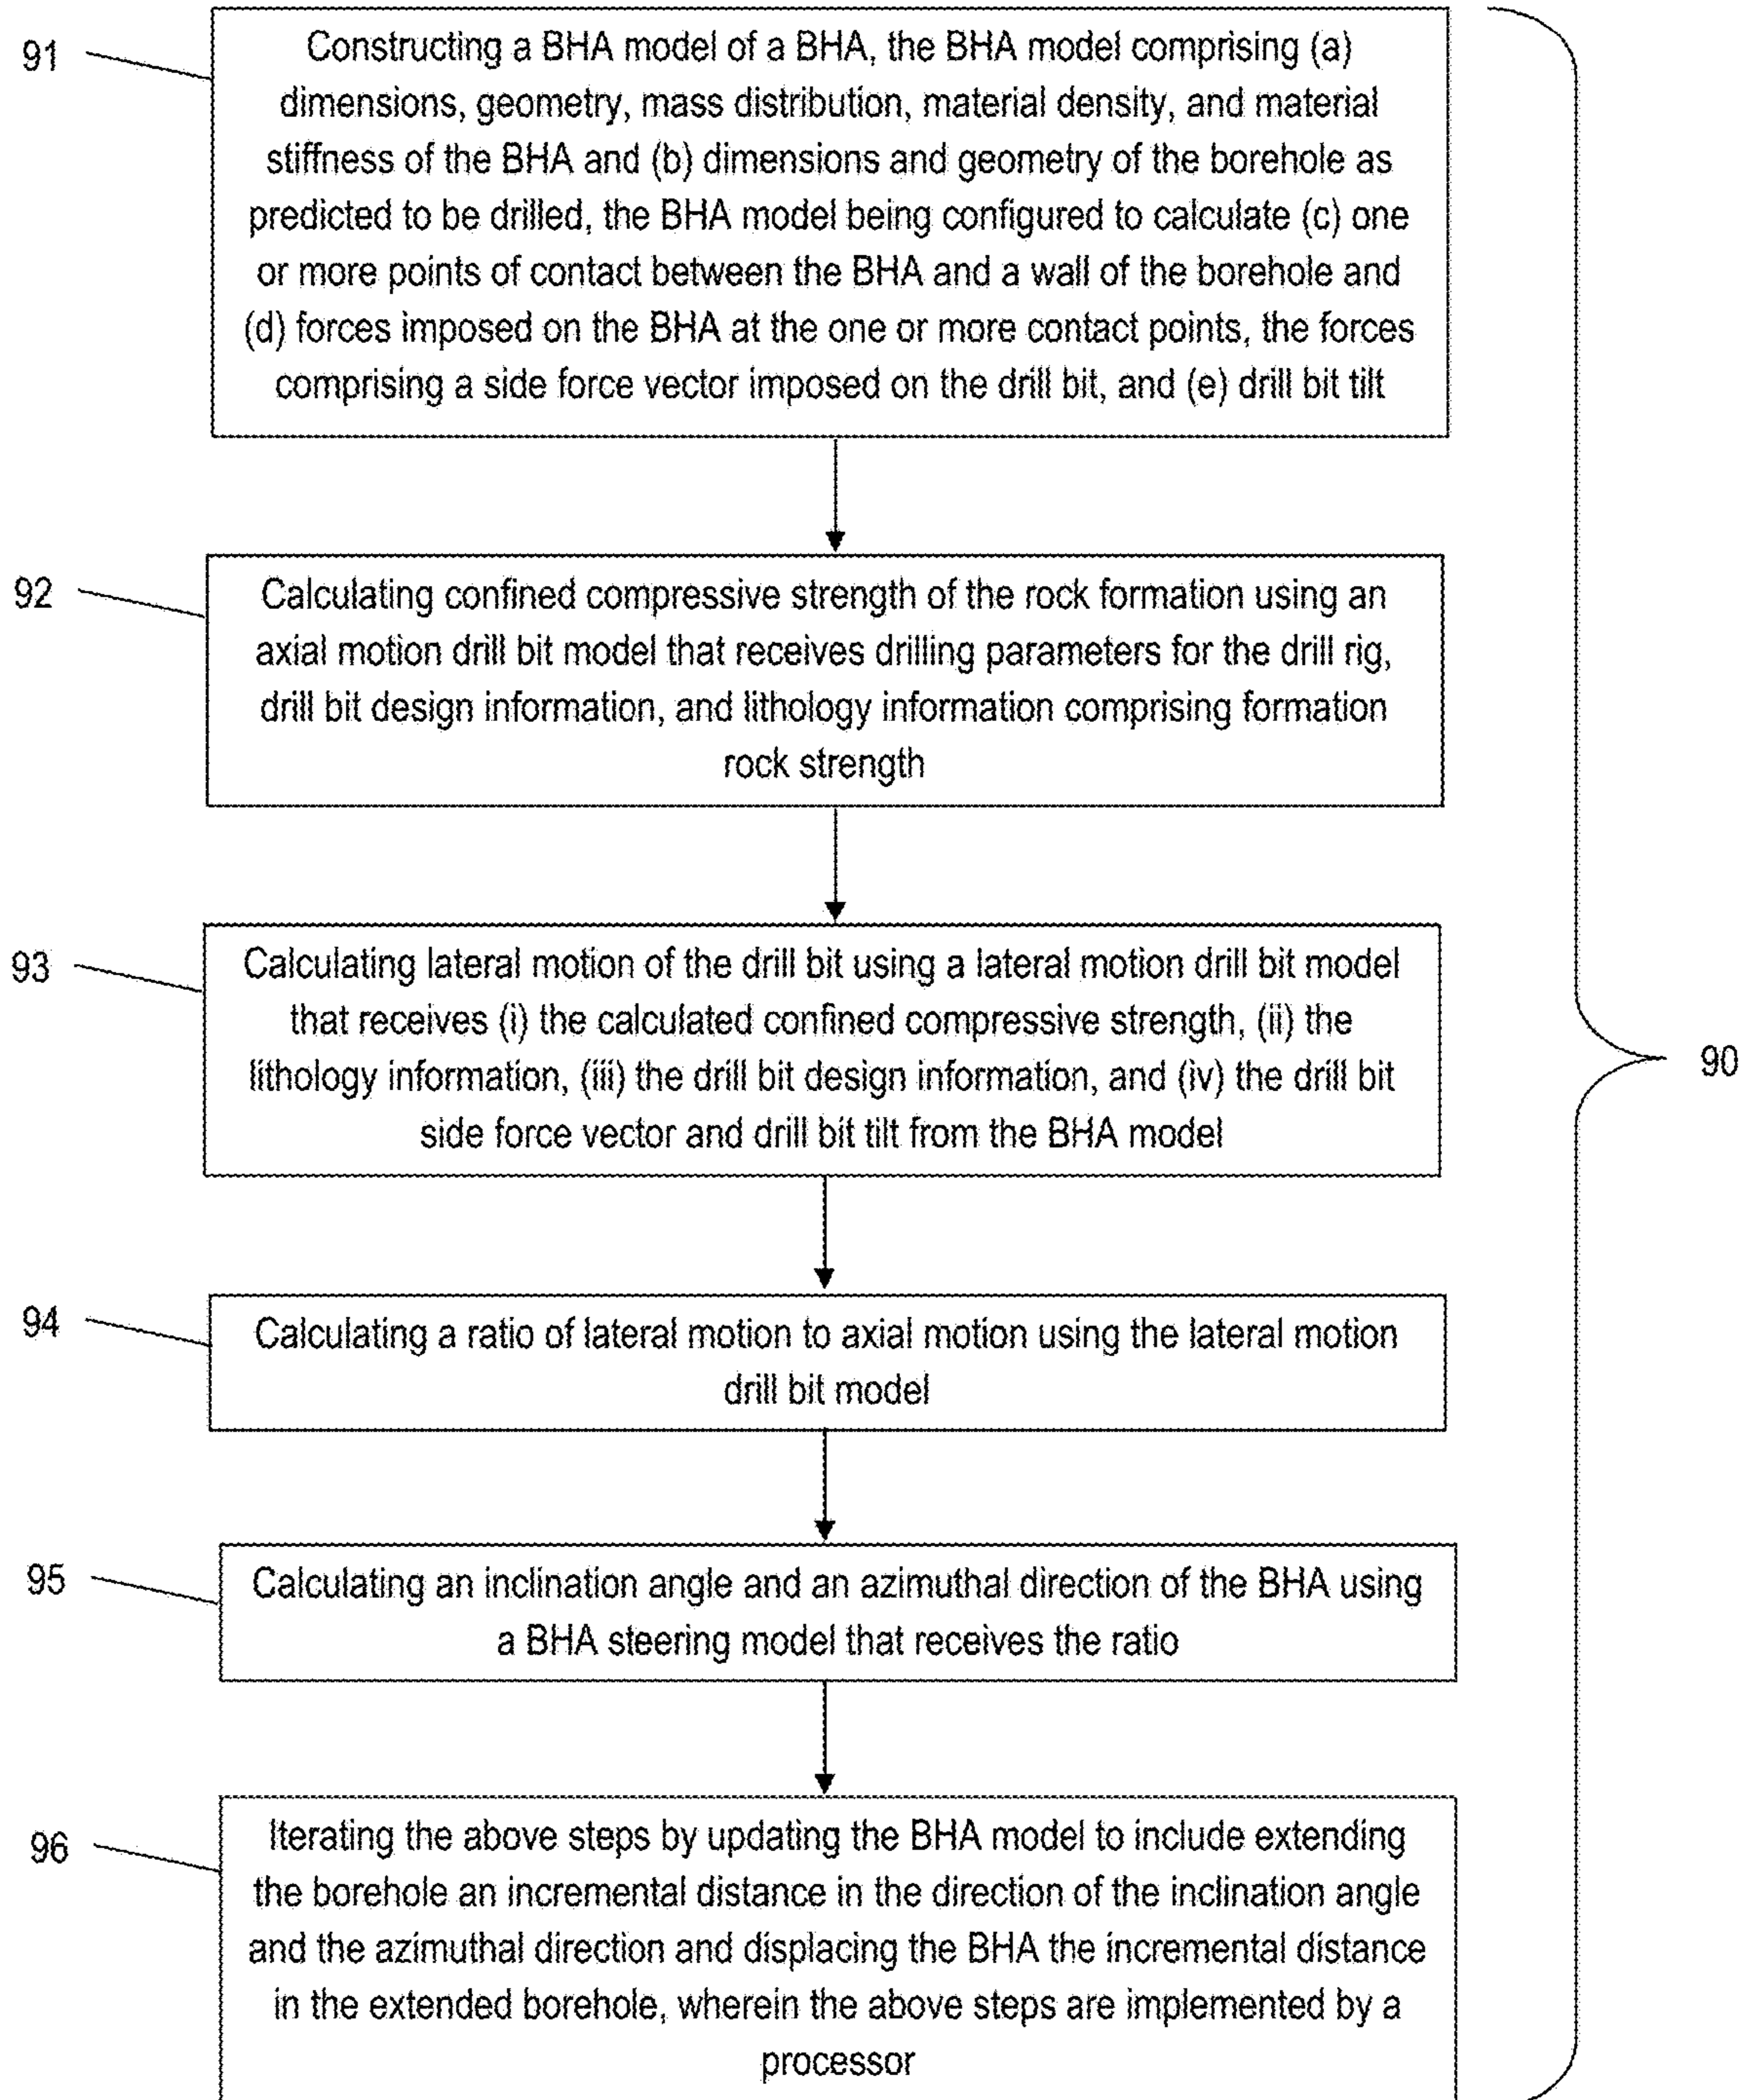 91
Constructing a BHA model of a BHA, the BHA model comprising (a)
dimensions, geometry, mass distribution, material density, and material
stiffness of the BHA and (b) dimensions and geometry of the borehole as
predicted to be drilled, the BHA model being configured to calculate (c) one
or more points of contact between the BHA and a wall of the borehole and
(d) forces imposed on the BHA at the one or more contact points, the forces
comprising a side force vector imposed on the drill bit, and (e) drill bit tilt
92
Calculating confined compressive strength of the rock formation using an
axial motion drill bit model that receives drilling parameters for the drill rig,
drill bit design information, and lithology information comprising formation
rock strength
93
Calculating lateral motion of the drill bit using a lateral motion drill bit model
that receives (i) the calculated confined compressive strength, (ii) the
lithology information, (iii) the drill bit design information, and (iv) the drill bit
side force vector and drill bit tilt from the BHA model
90
94
Calculating a ratio of lateral motion to axial motion using the lateral motion
drill bit model
95
Calculating an inclination angle and an azimuthal direction of the BHA using
a BHA steering model that receives the ratio
96
Iterating the above steps by updating the BHA model to include extending
the borehole an incremental distance in the direction of the inclination angle
and the azimuthal direction and displacing the BHA the incremental distance
in the extended borehole, wherein the above steps are implemented by a
processor